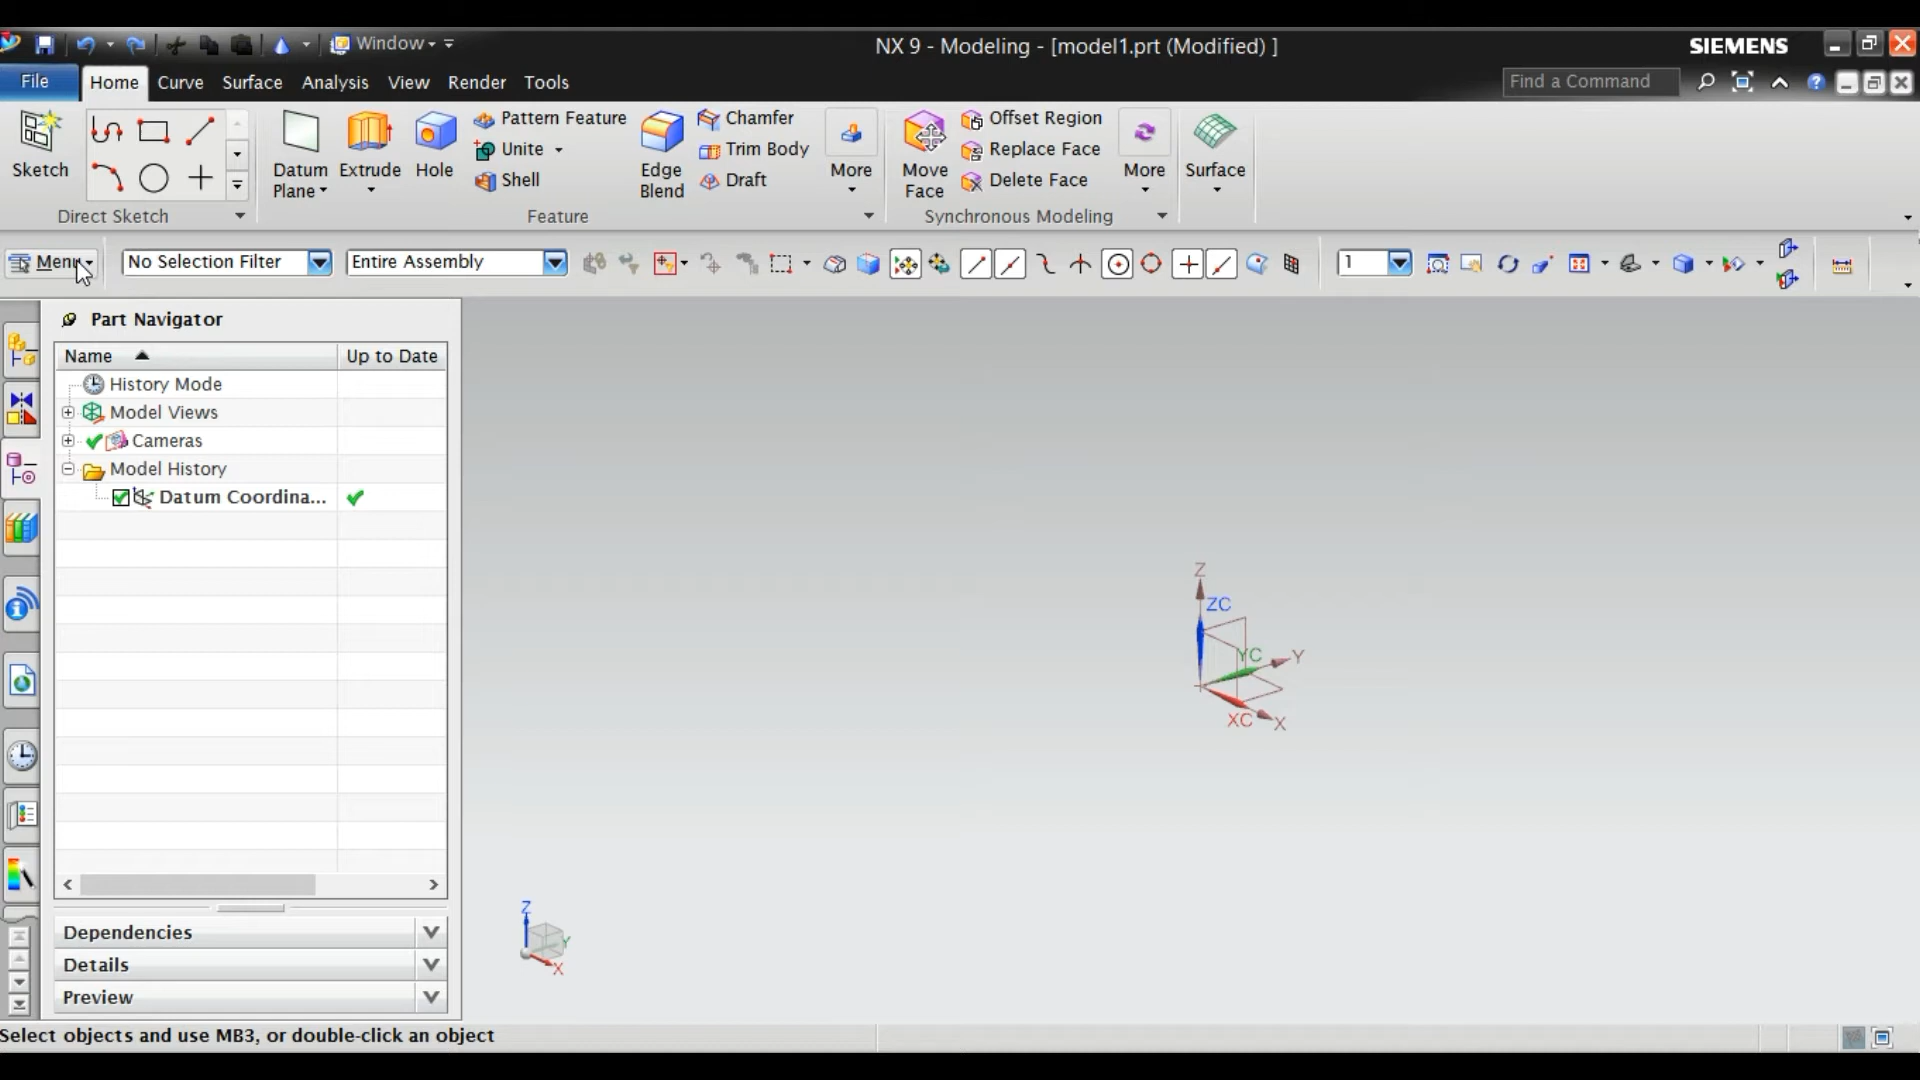 Window
NX 9 - Modeling - [model1.prt (Modified) ]
SIEMENS
File
Home
Curve
Surface
Analysis
View
Render
Tools
Find a Command
Sketch
Direct Sketch
Datum
Plane
Extrude
Hole
Pattern Feature
Unite
Shell
Edge
Blend
Chamfer
Trim Body
Draft
More
Feature
Move
Face
Offset Region
Replace Face
Delete Face
More
Synchronous Modeling
Surface
Menu
No Selection Filter
Entire Assembly
1
Part Navigator
Name
Up to Date
History Mode
Model Views
Cameras
Model History
Datum Coordina...
Z
ZC
YC
Y
XC
X
Z
Y
X
Dependencies
Details
Preview
Select objects and use MB3, or double-click an object